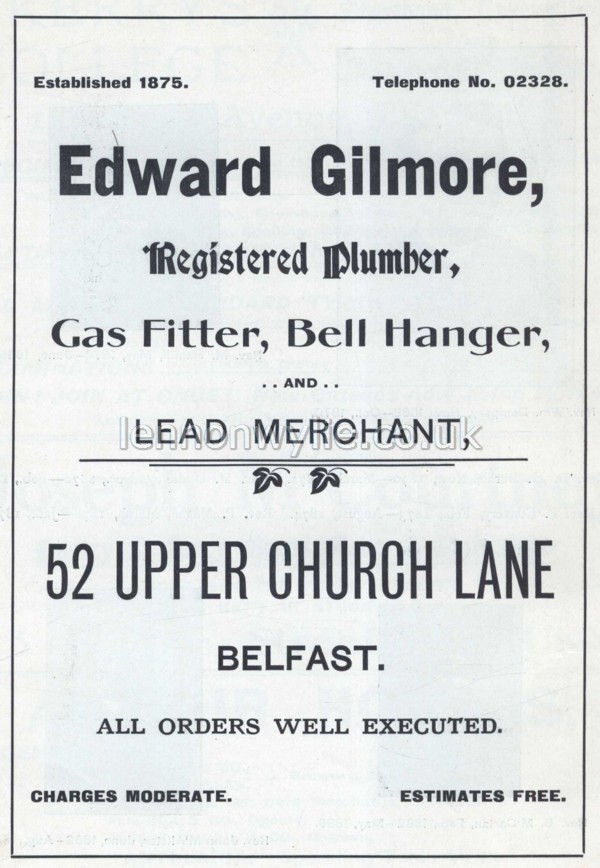 Established 1875. Telephone No. 02328.
Edward Gilmore,
Registered Plumber,
Gas Fitter, Bell Hanger,
..AND..
LEAD MERCHANT,
lennonwylie.co.uk
52 UPPER CHURCH LANE
BELFAST.
ALL ORDERS WELL EXECUTED.
CHARGES MODERATE. ESTIMATES FREE.